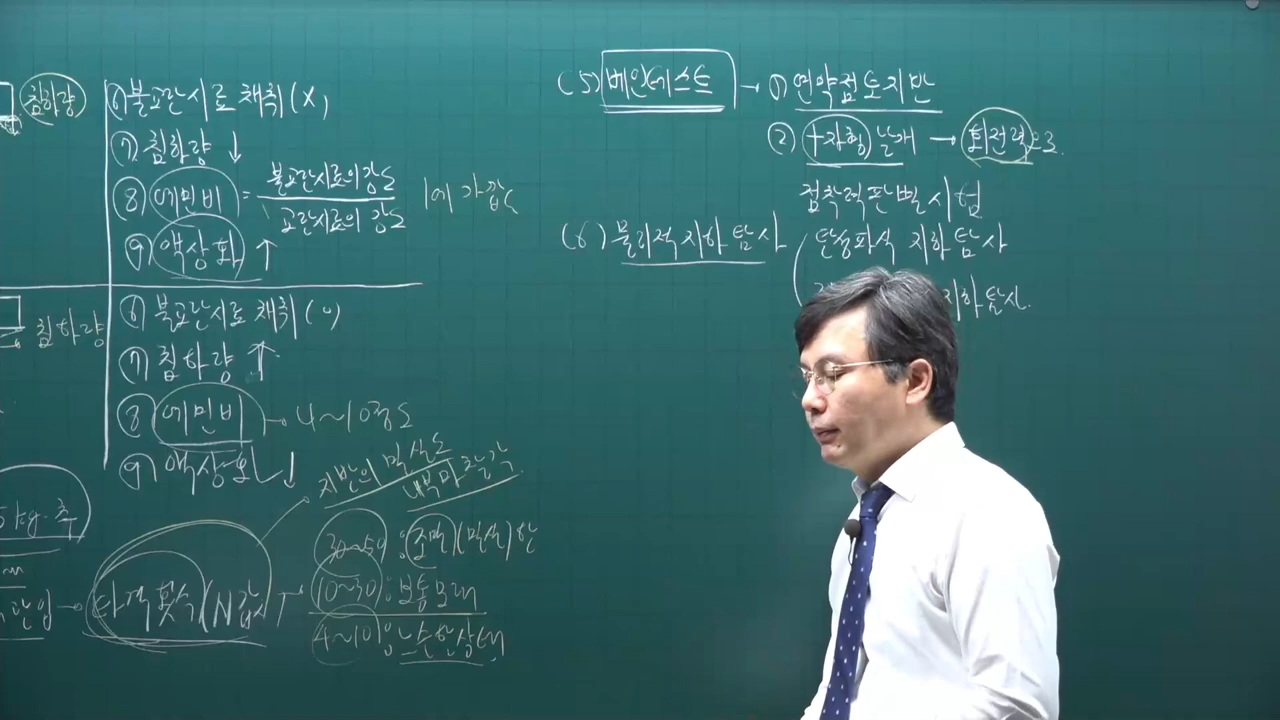 침하량
6) 불교란시료 채취(X)
7) 침하량 ↓
8) 예민비 = 불교란시료의강도 / 교란시료의 강도 1에 가깝
9) 액상화 ↑
침하량
6) 불교란시료 채취(o)
7) 침하량 ↑
8) 예민비 → 4~10정도
9) 액상화 ↓
지반의 밀실도
내부마찰각
타격횟수(N값) →
30~50 : 조밀(밀실)한
10~30 : 보통모래
4~10 : 느슨한상태
(5) 베인테스트 → ① 연약점토지반
② 十자형 날개 → 회전력으로
점착력판별시험
(6) 물리적지하탐사
탄성파식 지하탐사
지하탐사